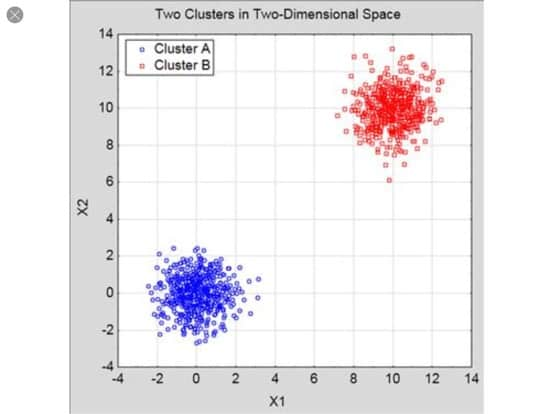 Two Clusters in Two-Dimensional Space
Cluster A
Cluster B
14
12
10
8
6
4
2
0
-2
-4
X2
-4 -2 0 2 4 6 8 10 12 14
X1